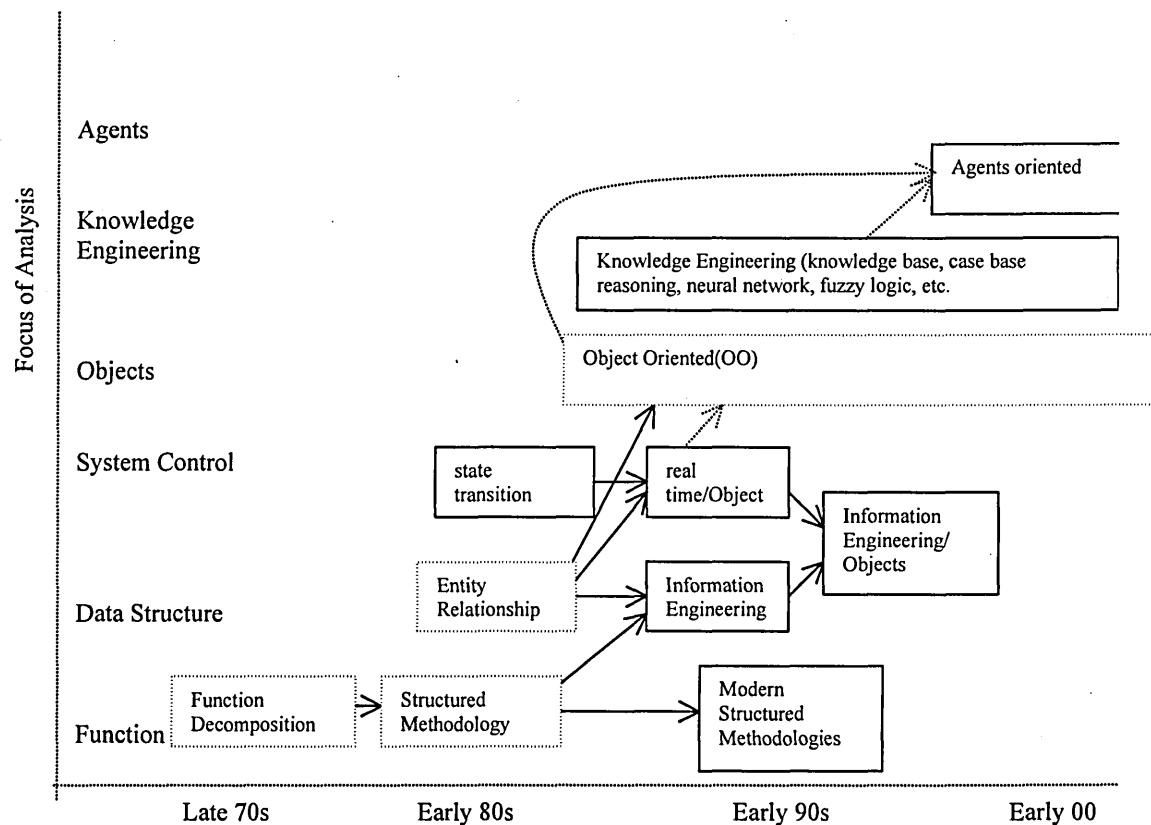 Focus of Analysis
Agents
Agents oriented
Knowledge
Engineering
Knowledge Engineering (knowledge base, case base
reasoning, neural network, fuzzy logic, etc.
Objects
Object Oriented(OO)
System Control
state
transition
real
time/Object
Information
Engineering/
Objects
Data Structure
Entity
Relationship
Information
Engineering
Function
Function
Decomposition
Structured
Methodology
Modern
Structured
Methodologies
Late 70s
Early 80s
Early 90s
Early 00